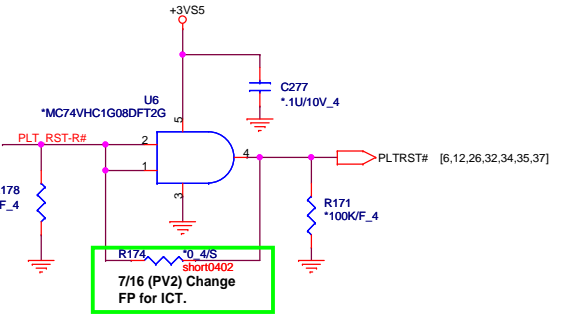 +3VS5
C277
*.1U/10V_4
U6
*MC74VHC1G08DFT2G
5
PLT_RST-R#
2
1
4
PLTRST# [6,12,26,32,34,35,37]
3
178
F_4
R171
*100K/F_4
R174
*0_4/S
short0402
7/16 (PV2) Change
FP for ICT.